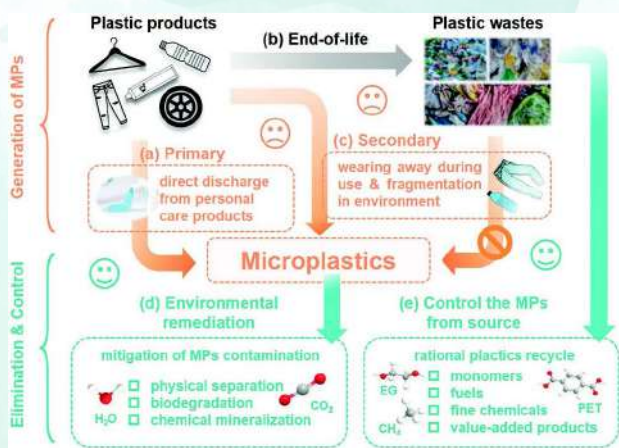 Plastic products
Plastic wastes
(b) End-of-life
Generation of MPs
(a) Primary
direct discharge
from personal
care products
(c) Secondary
wearing away during
use & fragmentation
in environment
Microplastics
Elimination & Control
(d) Environmental
remediation
mitigation of MPs contamination
physical separation
biodegradation
chemical mineralization
H₂O
CO₂
(e) Control the MPs
from source
rational plactics recycle
monomers
fuels
fine chemicals
value-added products
EG
CH₄
PET